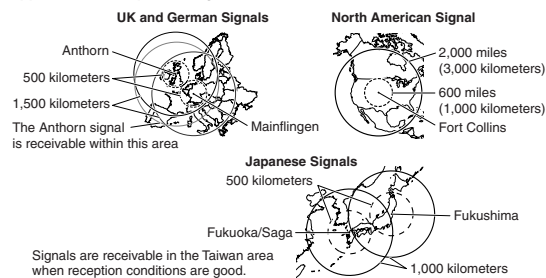 UK and German Signals
Anthorn
500 kilometers
1,500 kilometers
The Anthorn signal
is receivable within this area
Mainflingen
North American Signal
2,000 miles
(3,000 kilometers)
600 miles
(1,000 kilometers)
Fort Collins
Japanese Signals
500 kilometers
Fukushima
Fukuoka/Saga
1,000 kilometers
Signals are receivable in the Taiwan area
when reception conditions are good.